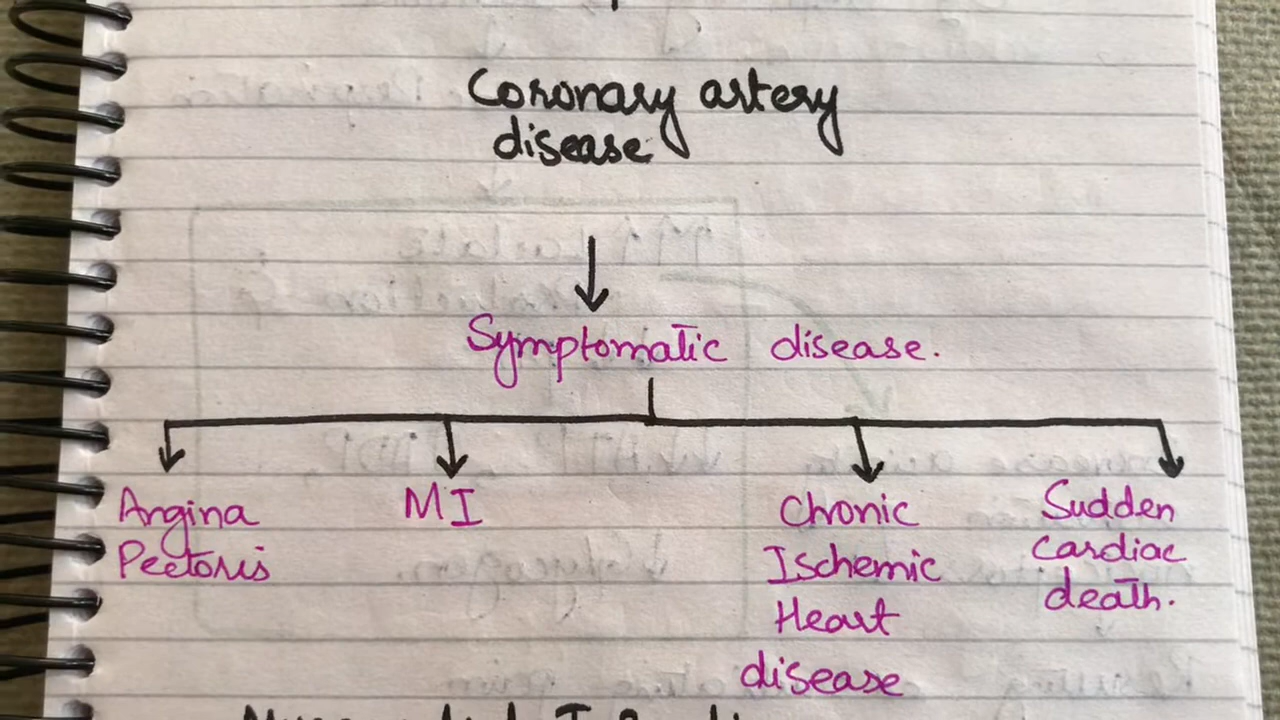 Coronary artery
disease
Symptomatic disease.
Angina
Pectoris
MI
Chronic
Ischemic
Heart
disease
Sudden
cardiac
death.